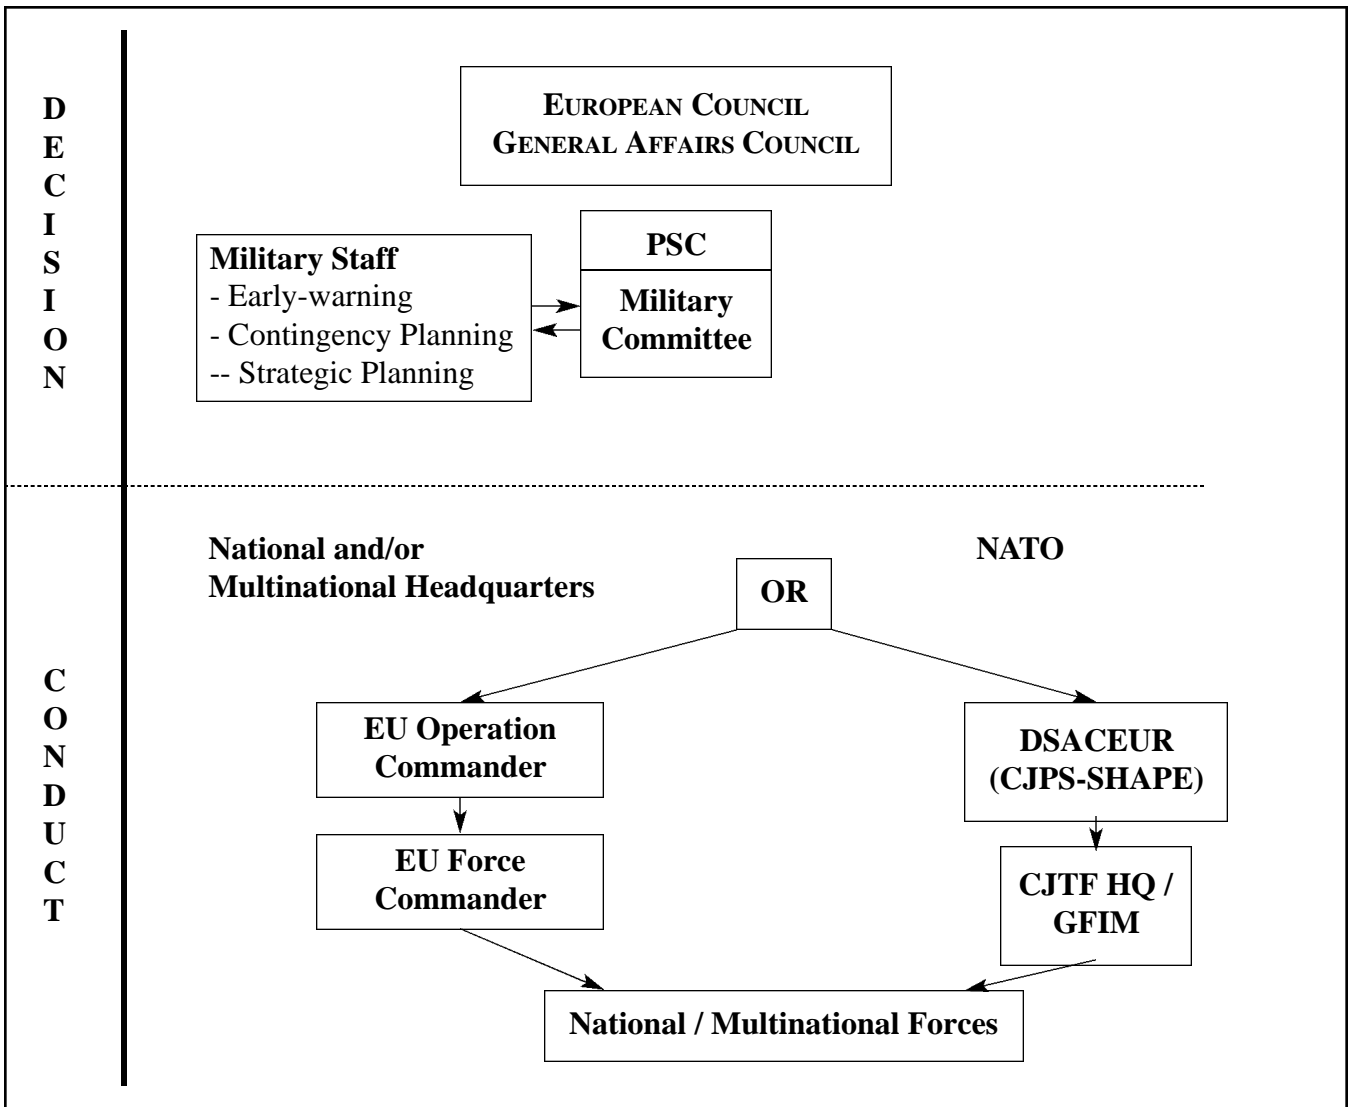 DECISION
EUROPEAN COUNCIL
GENERAL AFFAIRS COUNCIL
Military Staff
- Early-warning
- Contingency Planning
-- Strategic Planning
PSC
Military
Committee
CONDUCT
National and/or
Multinational Headquarters
NATO
OR
EU Operation
Commander
DSACEUR
(CJPS-SHAPE)
EU Force
Commander
CJTF HQ /
GFIM
National / Multinational Forces